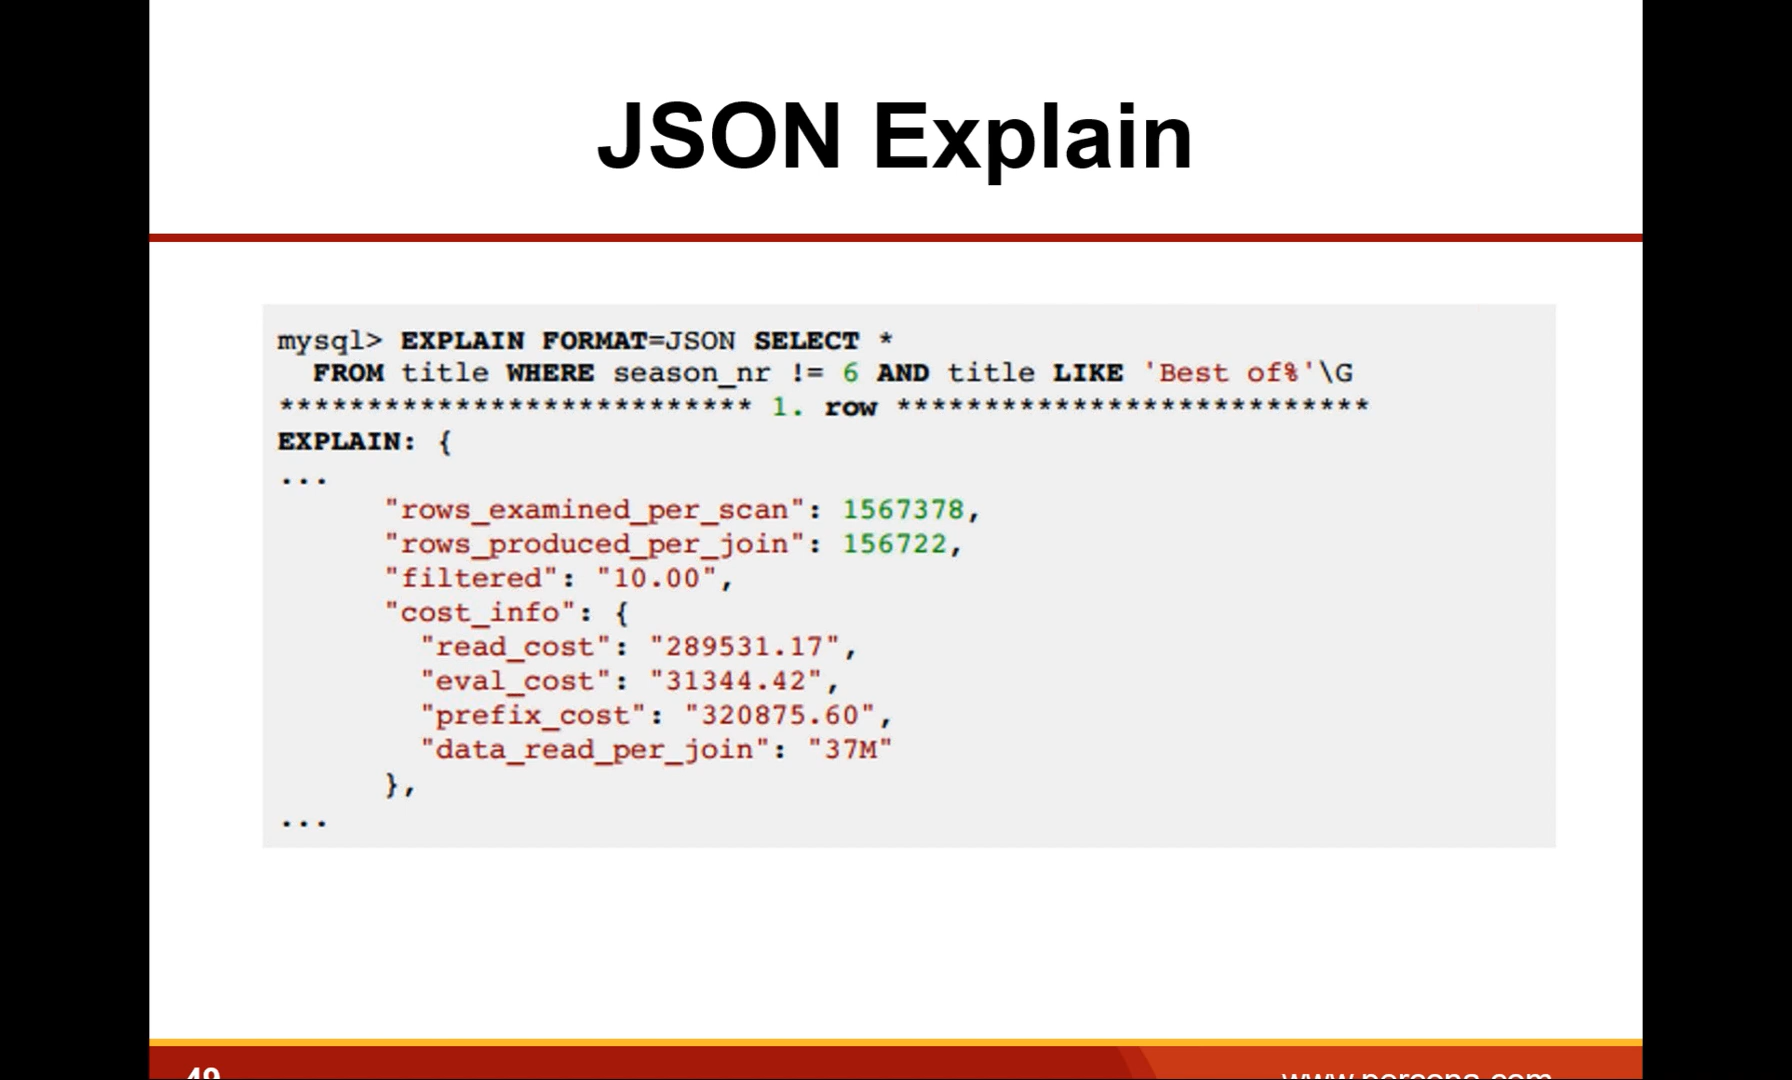 JSON Explain
mysql> EXPLAIN FORMAT=JSON SELECT *
FROM title WHERE season_nr != 6 AND title LIKE 'Best of%'\G
*************************** 1. row ***************************
EXPLAIN: {
...
"rows_examined_per_scan": 1567378,
"rows_produced_per_join": 156722,
"filtered": "10.00",
"cost_info": {
"read_cost": "289531.17",
"eval_cost": "31344.42",
"prefix_cost": "320875.60",
"data_read_per_join": "37M"
},
...
49
www.percona.com